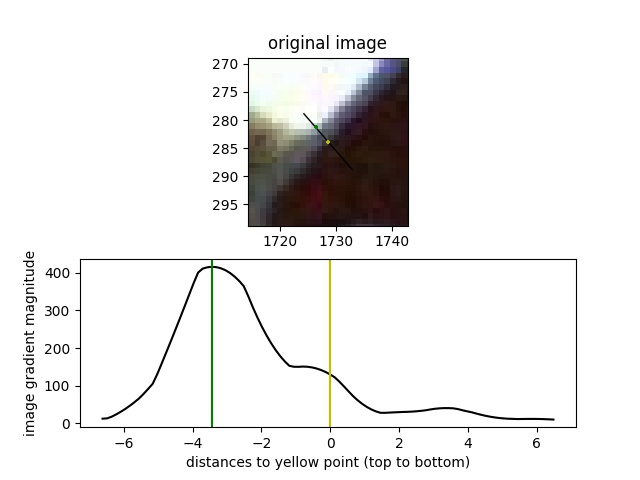 original image
270
275
280
285
290
295
1720 1730 1740
image gradient magnitude
400
300
200
100
0
−6 −4 −2 0 2 4 6
distances to yellow point (top to bottom)